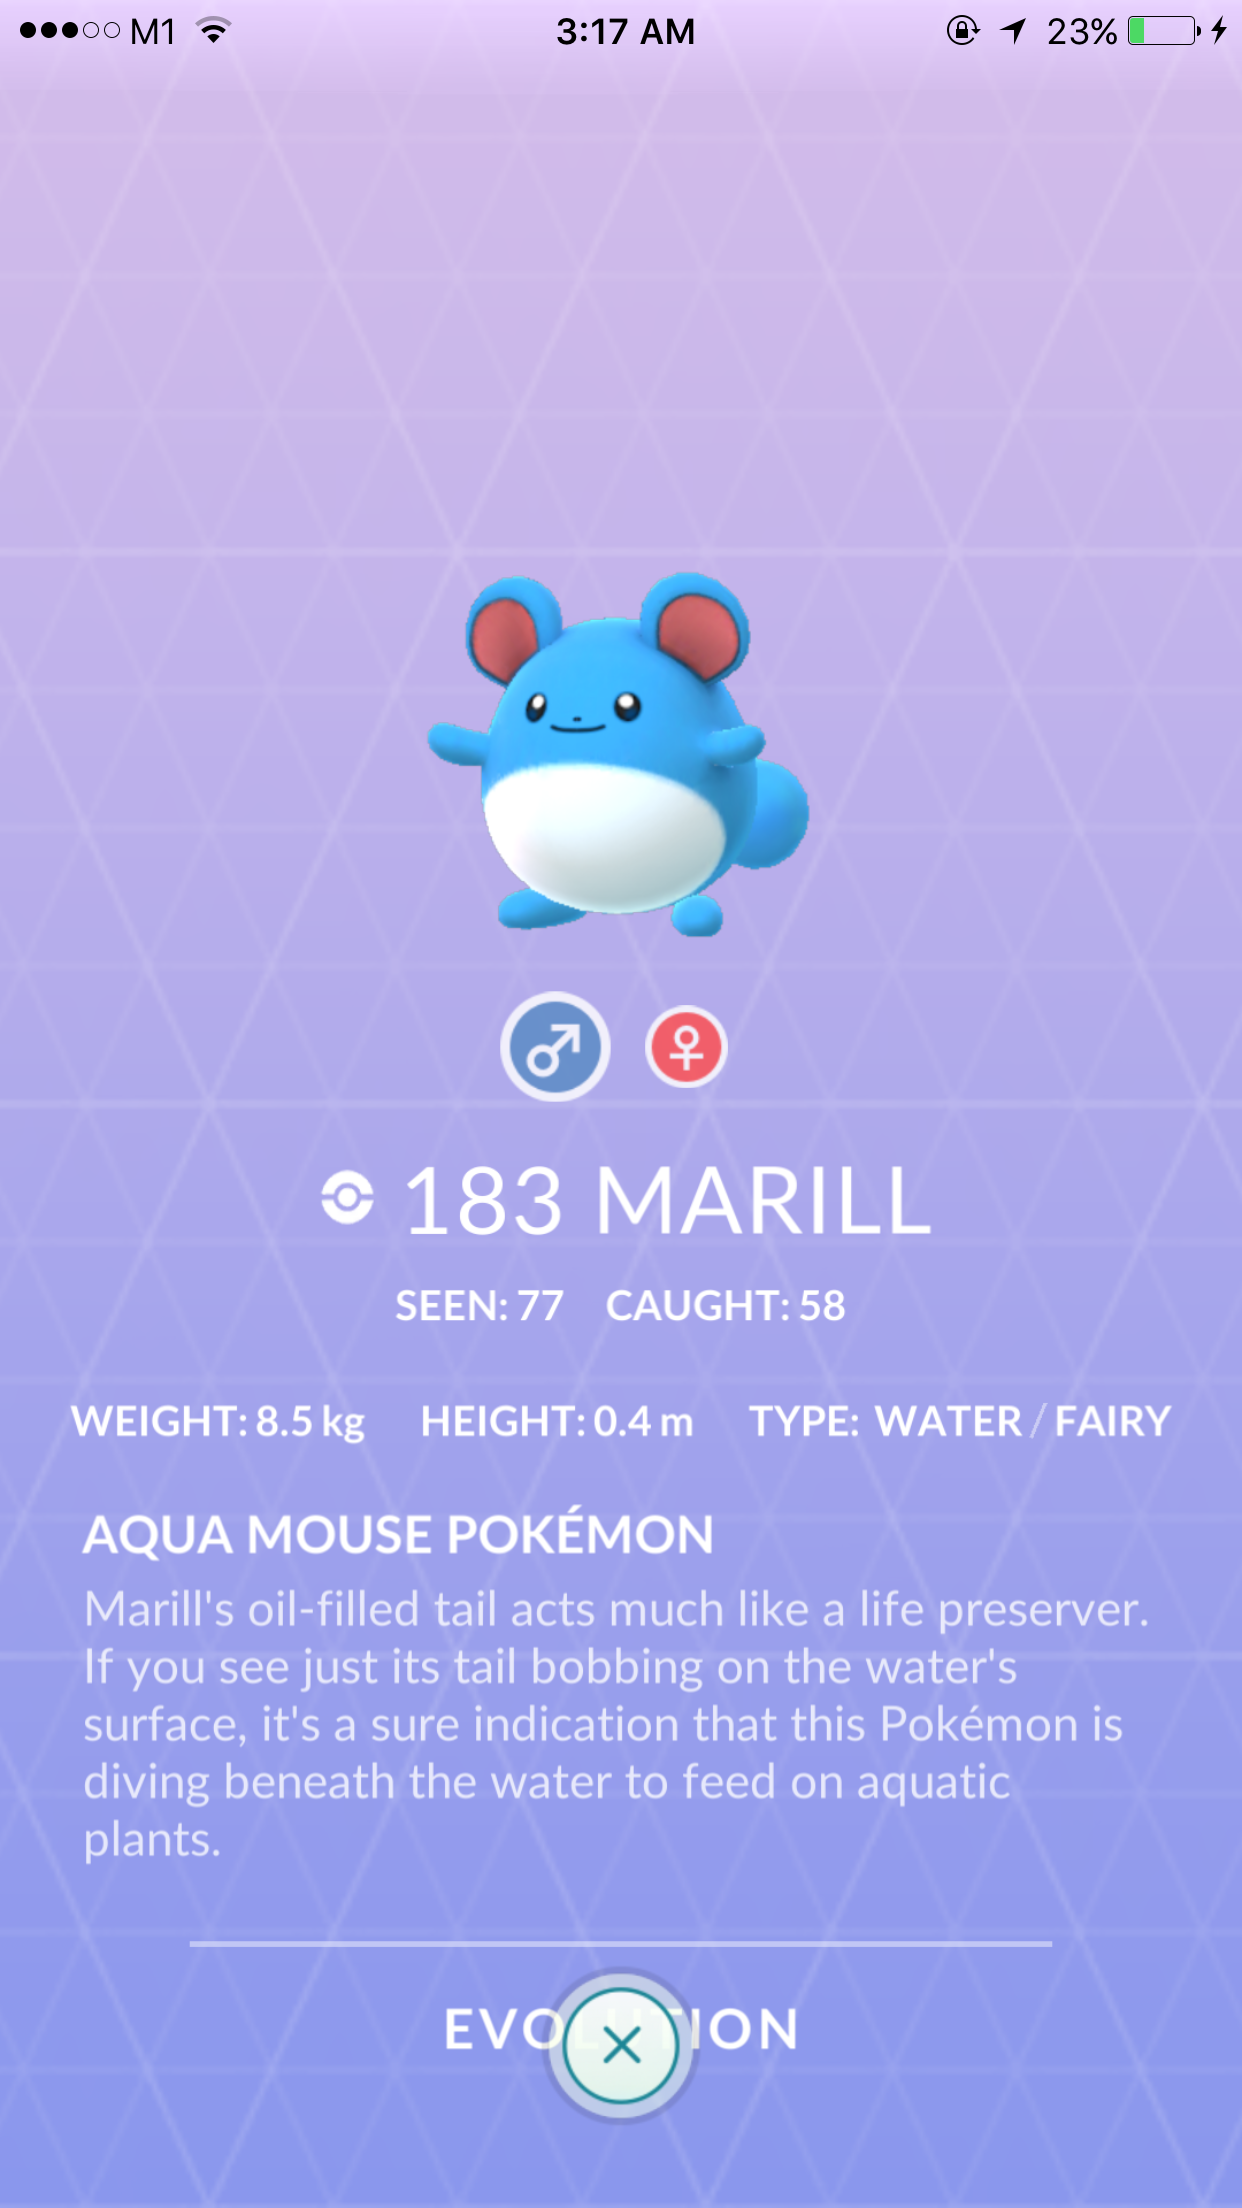 M1 3:17 AM 23%
183 MARILL
SEEN: 77 CAUGHT: 58
WEIGHT: 8.5 kg HEIGHT: 0.4 m TYPE: WATER / FAIRY
AQUA MOUSE POKÉMON
Marill's oil-filled tail acts much like a life preserver.
If you see just its tail bobbing on the water's
surface, it's a sure indication that this Pokémon is
diving beneath the water to feed on aquatic
plants.
EVOLUTION